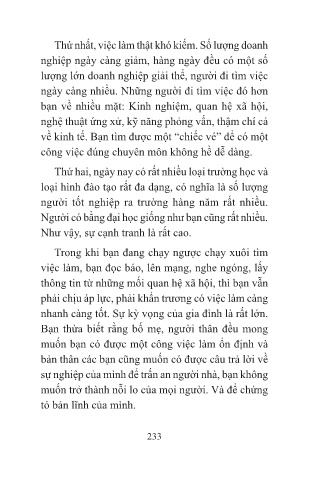 Thứ nhất, việc làm thật khó kiếm. Số lượng doanh
nghiệp ngày càng giảm, hàng ngày đều có một số
lượng lớn doanh nghiệp giải thể, người đi tìm việc
ngày càng nhiều. Những người đi tìm việc đó hơn
bạn về nhiều mặt: Kinh nghiệm, quan hệ xã hội,
nghệ thuật ứng xử, kỹ năng phỏng vấn, thậm chí cả
về kinh tế. Bạn tìm được một “chiếc vé” để có một
công việc đúng chuyên môn không hề dễ dàng.
Thứ hai, ngày nay có rất nhiều loại trường học và
loại hình đào tạo rất đa dạng, có nghĩa là số lượng
người tốt nghiệp ra trường hàng năm rất nhiều.
Người có bằng đại học giống như bạn cũng rất nhiều.
Như vậy, sự cạnh tranh là rất cao.
Trong khi bạn đang chạy ngược chạy xuôi tìm
việc làm, bạn đọc báo, lên mạng, nghe ngóng, lấy
thông tin từ những mối quan hệ xã hội, thì bạn vẫn
phải chịu áp lực, phải khẩn trương có việc làm càng
nhanh càng tốt. Sự kỳ vọng của gia đình là rất lớn.
Bạn thừa biết rằng bố mẹ, người thân đều mong
muốn bạn có được một công việc làm ổn định và
bản thân các bạn cũng muốn có được câu trả lời về
sự nghiệp của mình để trấn an người nhà, bạn không
muốn trở thành nỗi lo của mọi người. Và để chứng
tỏ bản lĩnh của mình.
233